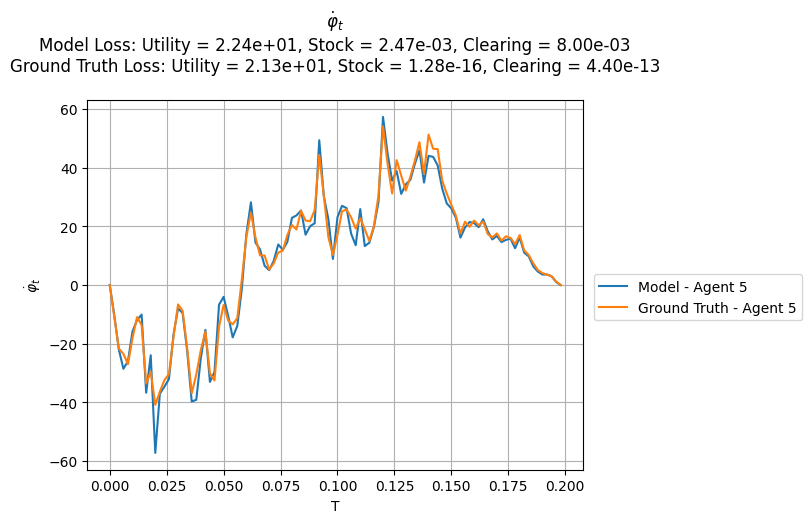 φ̇ₜ
Model Loss: Utility = 2.24e+01, Stock = 2.47e-03, Clearing = 8.00e-03
Ground Truth Loss: Utility = 2.13e+01, Stock = 1.28e-16, Clearing = 4.40e-13
60
40
20
0
−20
−40
−60
φ̇ₜ
0.000
0.025
0.050
0.075
0.100
0.125
0.150
0.175
0.200
T
Model - Agent 5
Ground Truth - Agent 5